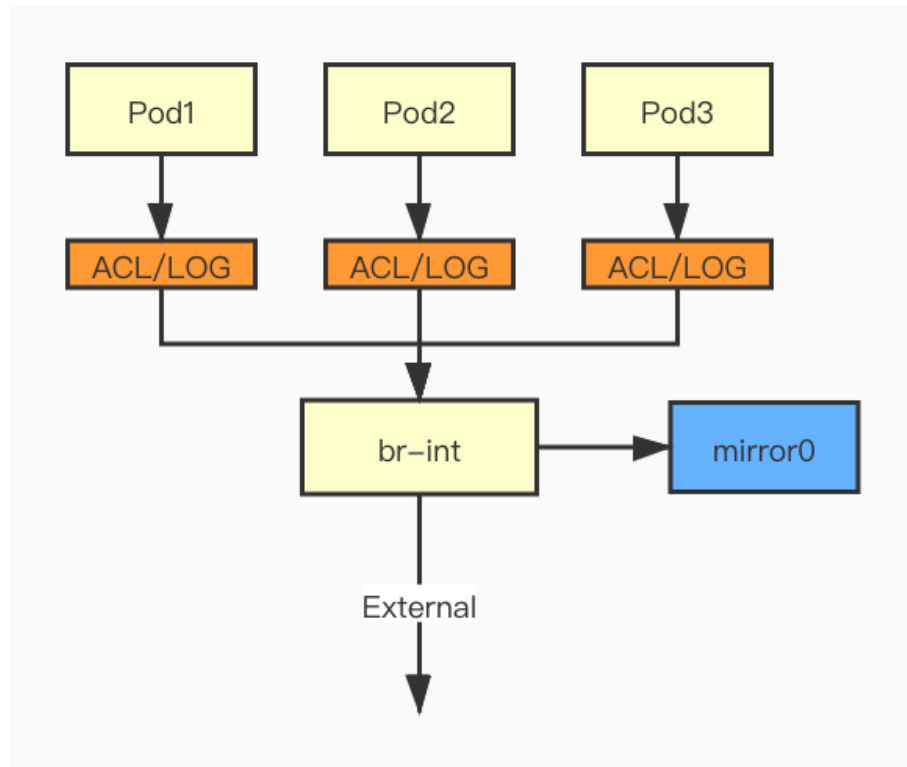 Pod1
Pod2
Pod3
ACL/LOG
ACL/LOG
ACL/LOG
br-int
mirror0
External